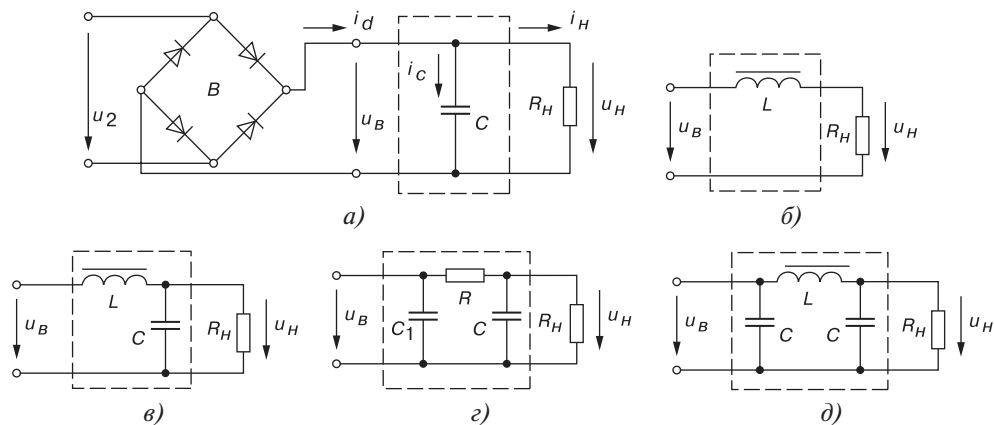 i d
i н
i C
B
u 2
u В
C
R Н
u Н
а)
L
u В
R Н
u Н
б)
L
u В
C
R Н
u Н
в)
R
u В
C 1
C
R Н
u Н
г)
L
u В
C
C
R Н
u Н
д)